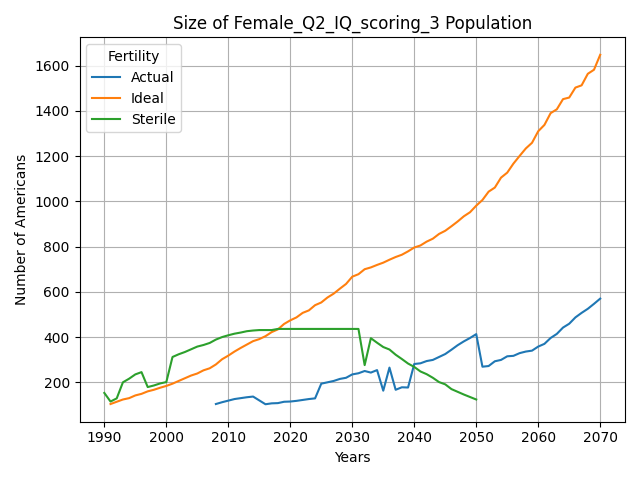 Size of Female_Q2_IQ_scoring_3 Population
Fertility
Actual
Ideal
Sterile
Number of Americans
1600
1400
1200
1000
800
600
400
200
1990 2000 2010 2020 2030 2040 2050 2060 2070
Years